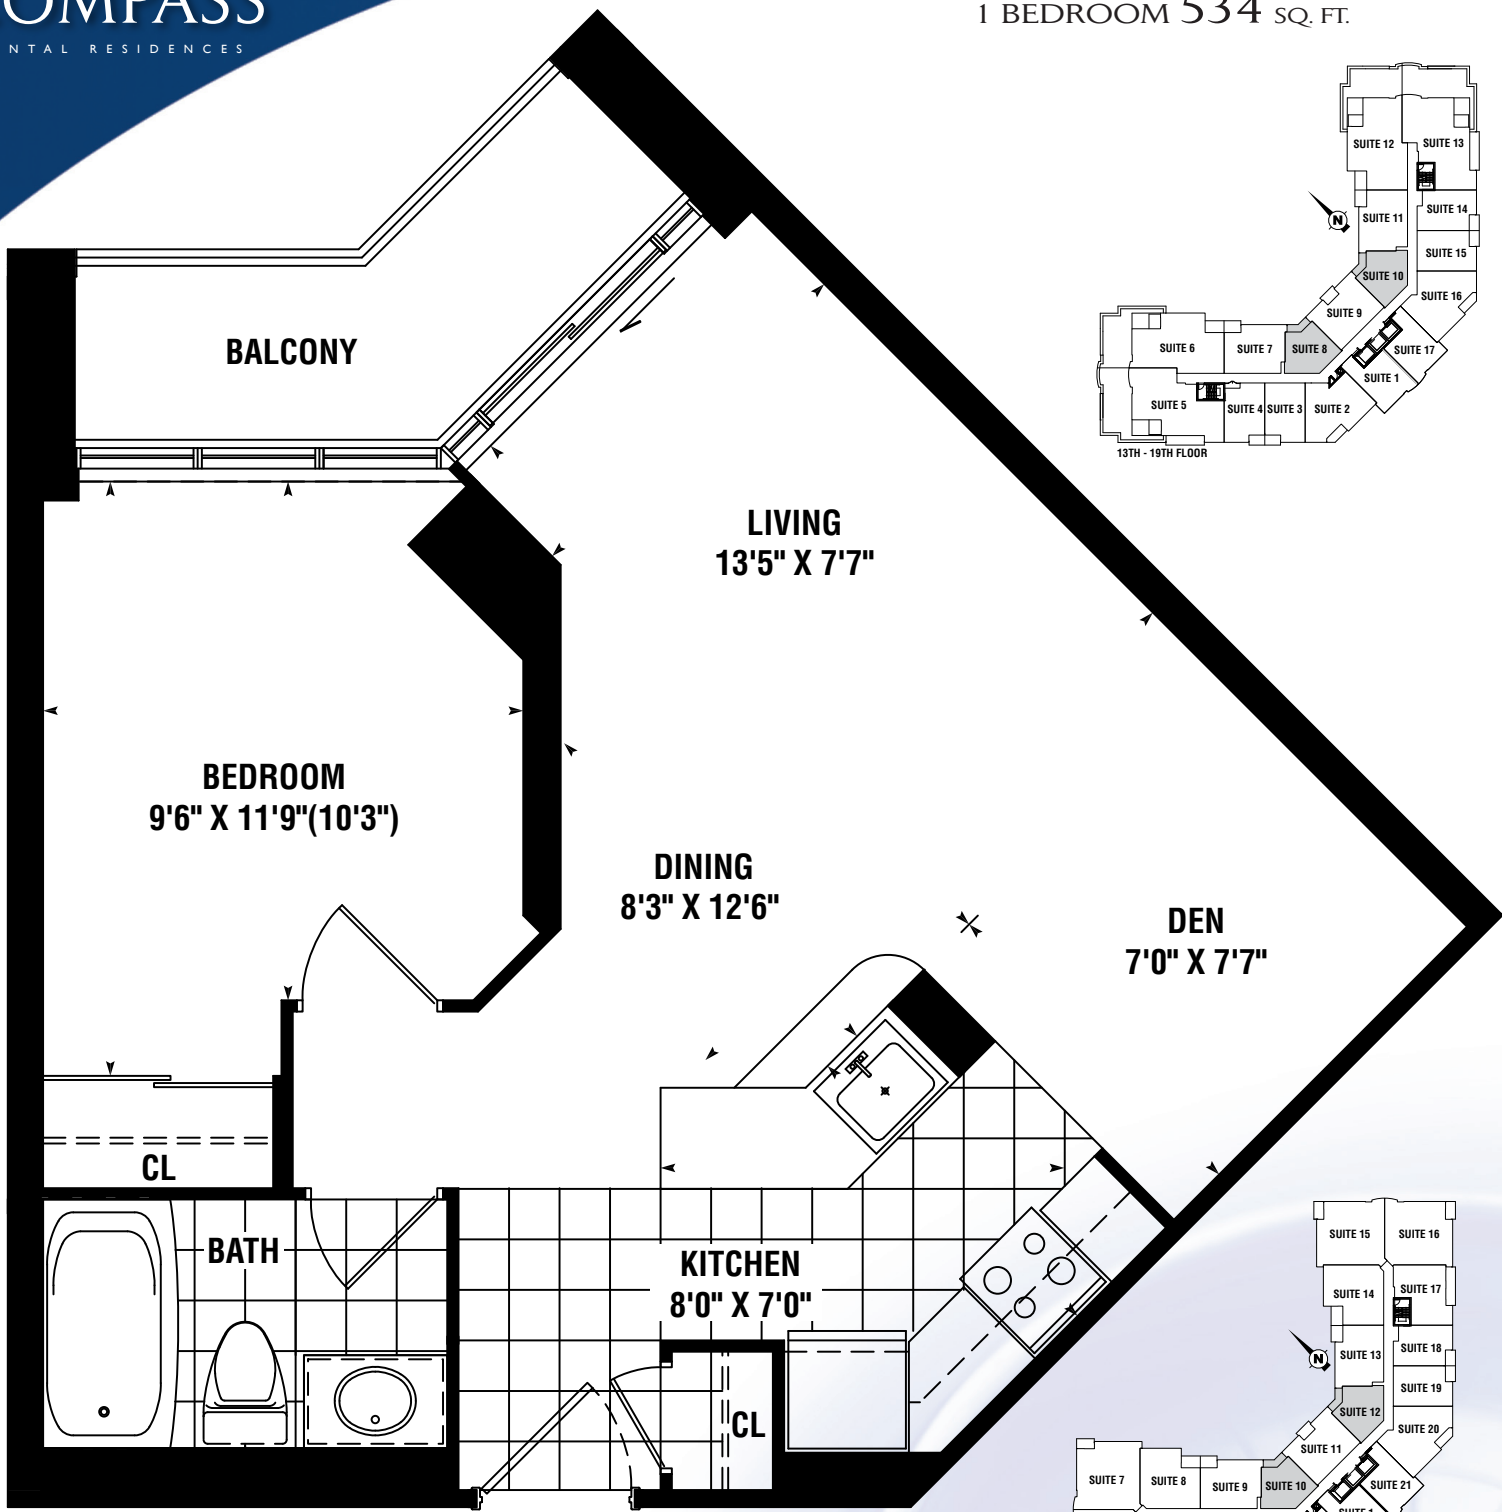 OMPASS
NTAL RESIDENCES
1 BEDROOM 534 SQ. FT.
SUITE 12
SUITE 13
SUITE 11
SUITE 14
N
SUITE 15
SUITE 10
SUITE 16
SUITE 9
SUITE 6
SUITE 7
SUITE 8
SUITE 17
SUITE 1
SUITE 5
SUITE 4
SUITE 3
SUITE 2
13TH - 19TH FLOOR
BALCONY
LIVING
13'5" X 7'7"
BEDROOM
9'6" X 11'9"(10'3")
DINING
8'3" X 12'6"
DEN
7'0" X 7'7"
CL
BATH
KITCHEN
8'0" X 7'0"
CL
SUITE 15
SUITE 16
SUITE 14
SUITE 17
N
SUITE 13
SUITE 18
SUITE 19
SUITE 12
SUITE 20
SUITE 11
SUITE 7
SUITE 8
SUITE 9
SUITE 10
SUITE 21
SUITE 1